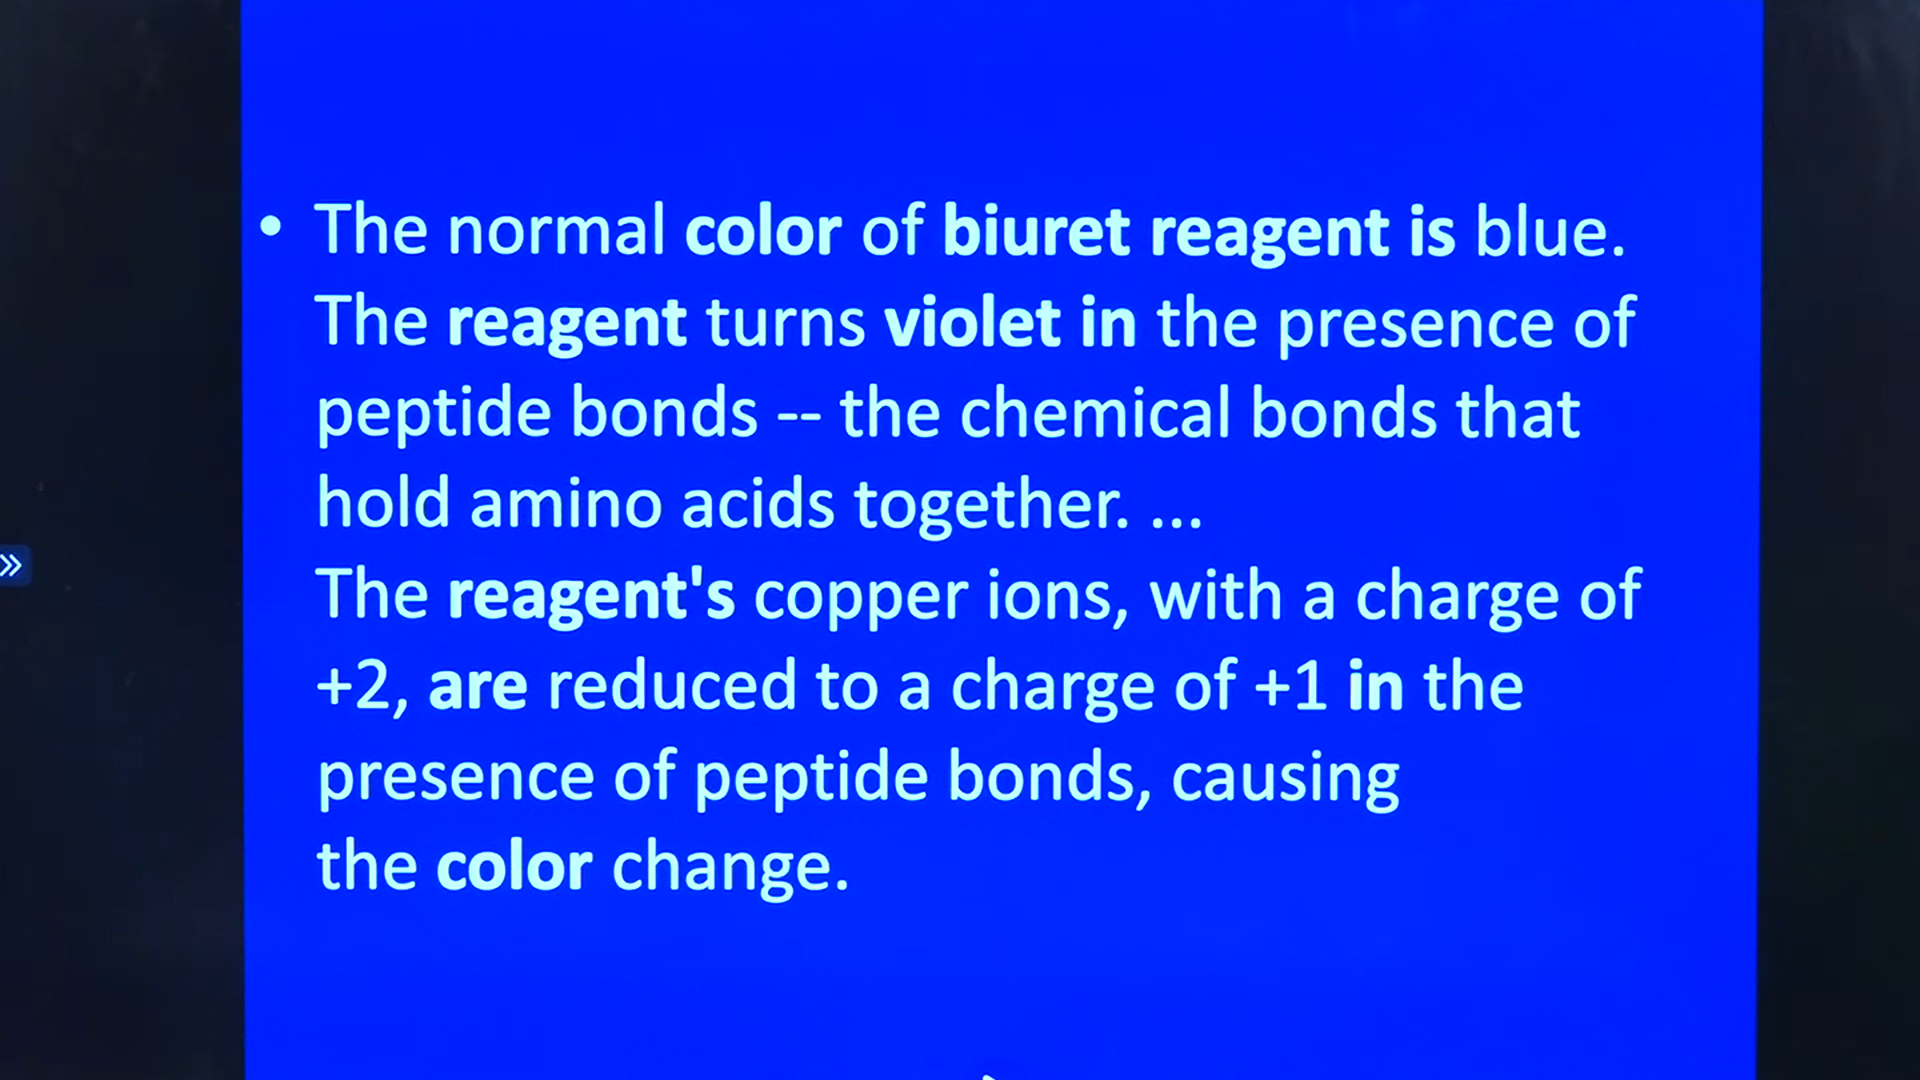 • The normal color of biuret reagent is blue.
The reagent turns violet in the presence of
peptide bonds -- the chemical bonds that
hold amino acids together. ...
The reagent's copper ions, with a charge of
+2, are reduced to a charge of +1 in the
presence of peptide bonds, causing
the color change.